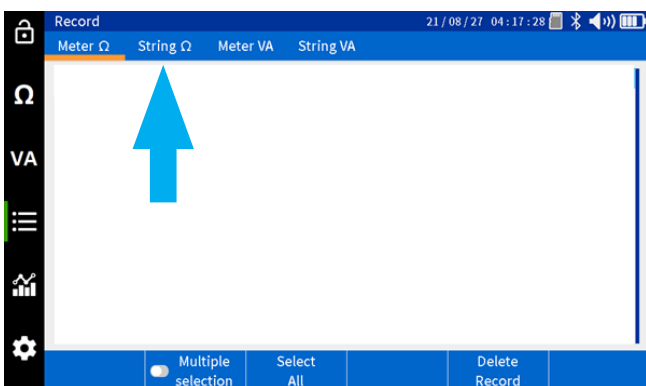 Record 21/08/27 04:17:28
Meter Ω String Ω Meter VA String VA
Ω
VA
Multiple selection
Select All
Delete Record